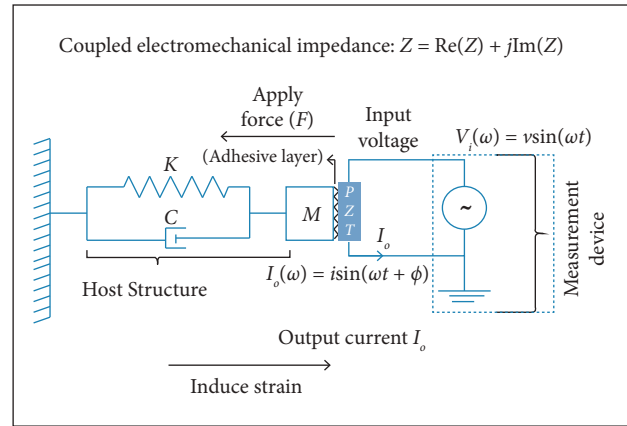 Coupled electromechanical impedance: Z = Re(Z) + jIm(Z)
Apply
force (F)
Input
voltage
V_i(ω) = vsin(ωt)
(Adhesive layer)
K
C
M
P
Z
T
~
I_o
I_o(ω) = isin(ωt + ϕ)
Host Structure
Measurement
device
Output current I_o
Induce strain